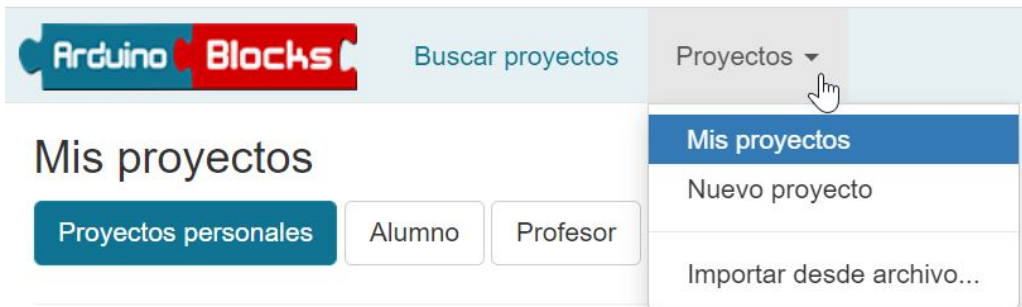 Arduino Blocks
Buscar proyectos
Proyectos
Mis proyectos
Nuevo proyecto
Importar desde archivo...
Mis proyectos
Proyectos personales
Alumno
Profesor